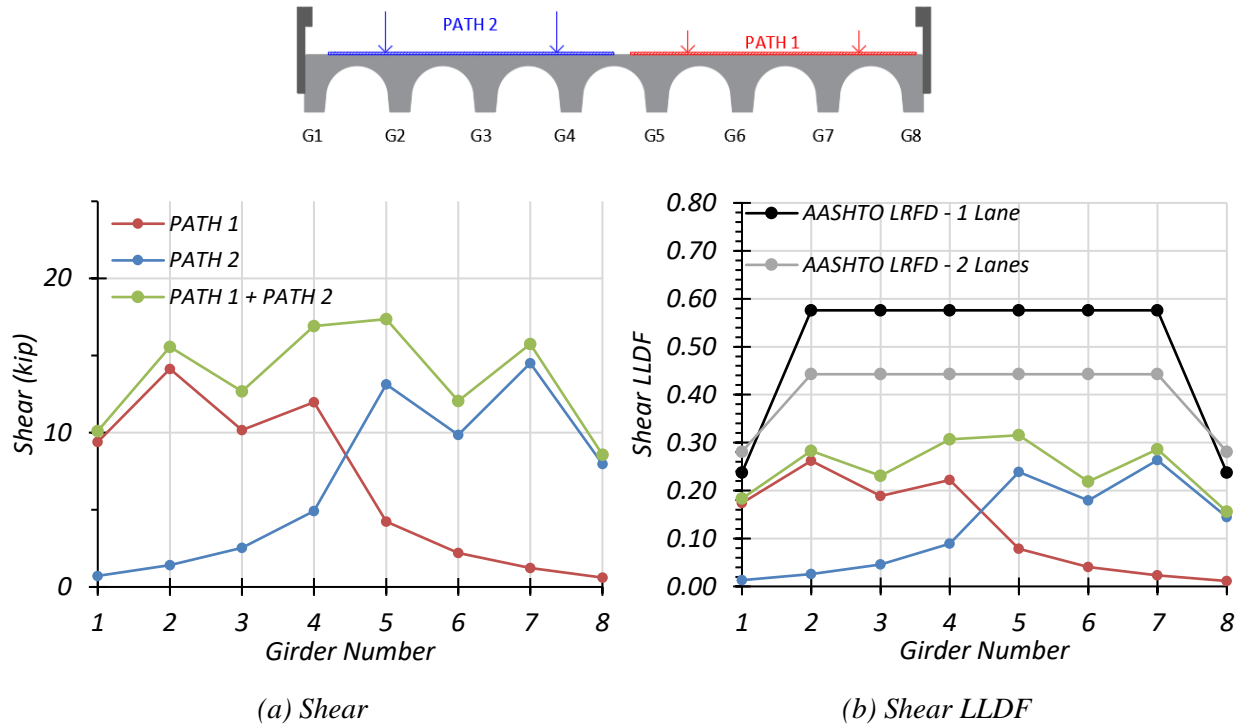 PATH 2
PATH 1
G1 G2 G3 G4 G5 G6 G7 G8
Shear (kip)
20
10
0
PATH 1
PATH 2
PATH 1 + PATH 2
1 2 3 4 5 6 7 8
Girder Number
(a) Shear
Shear LLDF
0.80
0.70
0.60
0.50
0.40
0.30
0.20
0.10
0.00
AASHTO LRFD - 1 Lane
AASHTO LRFD - 2 Lanes
1 2 3 4 5 6 7 8
Girder Number
(b) Shear LLDF